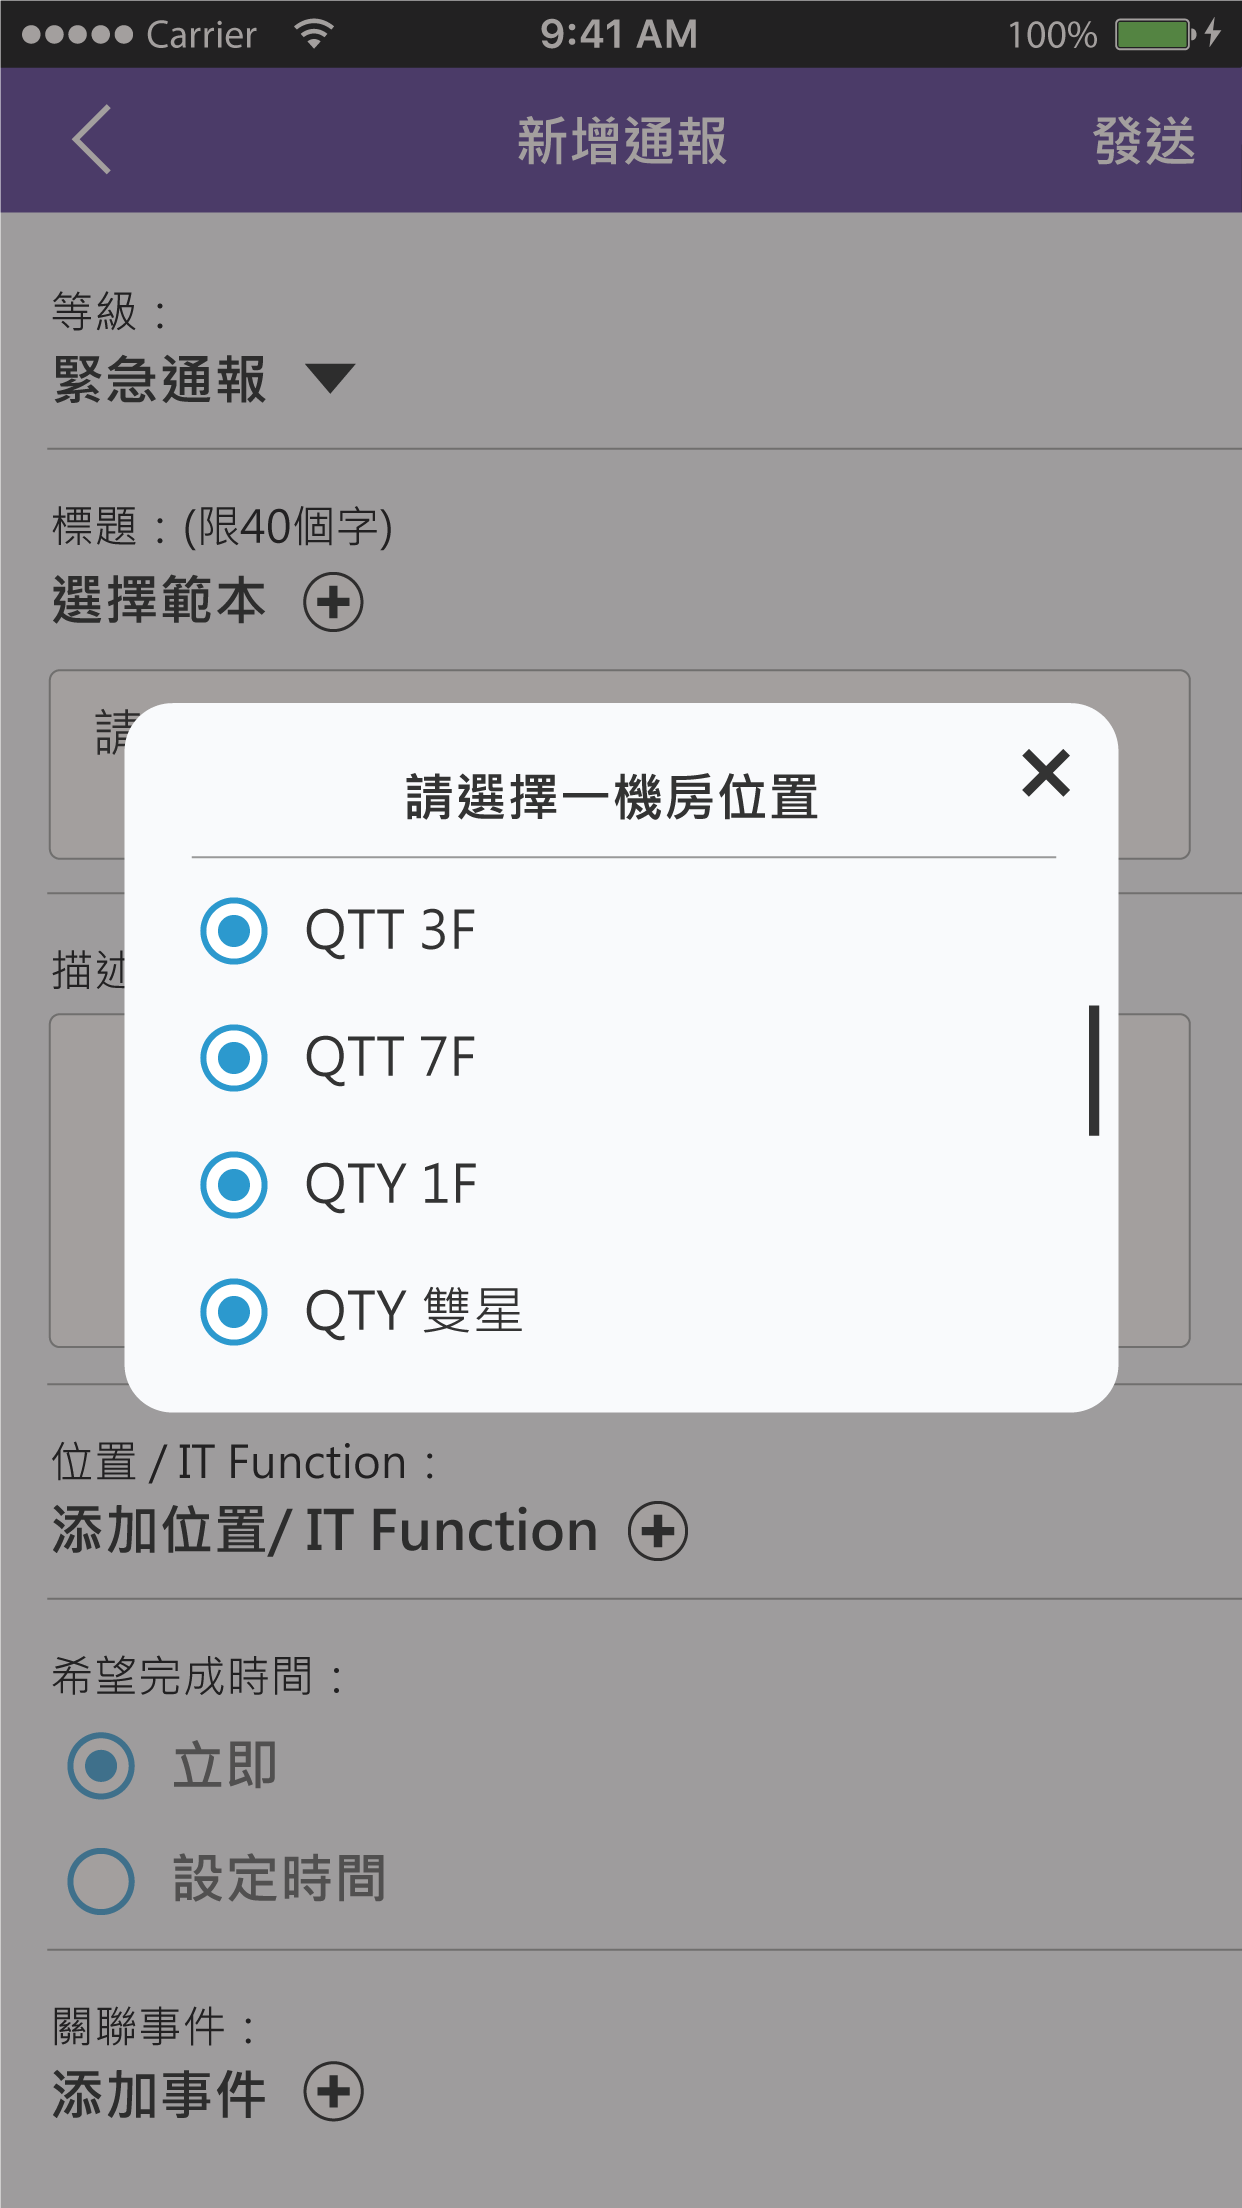 Carrier 9:41 AM 100%
新增通報 發送
等級：
緊急通報
標題：(限40個字)
選擇範本
請
請選擇一機房位置
QTT 3F
描述
QTT 7F
QTY 1F
QTY 雙星
位置 / IT Function：
添加位置/ IT Function
希望完成時間：
立即
設定時間
關聯事件：
添加事件